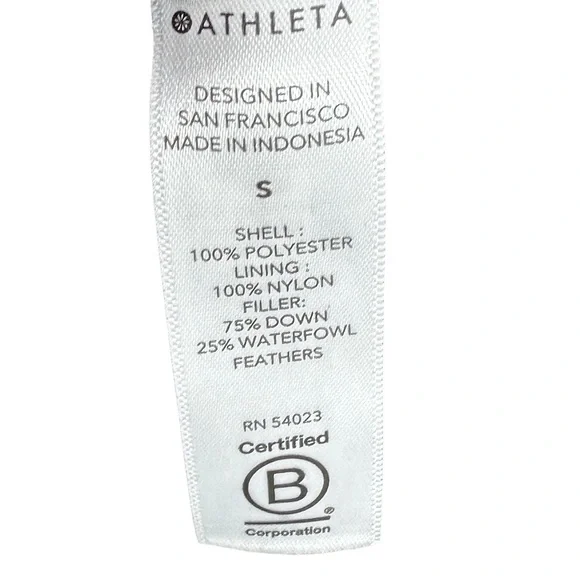 ATHLETA
DESIGNED IN
SAN FRANCISCO
MADE IN INDONESIA
S
SHELL :
100% POLYESTER
LINING :
100% NYLON
FILLER:
75% DOWN
25% WATERFOWL
FEATHERS
RN 54023
Certified
B
®
Corporation